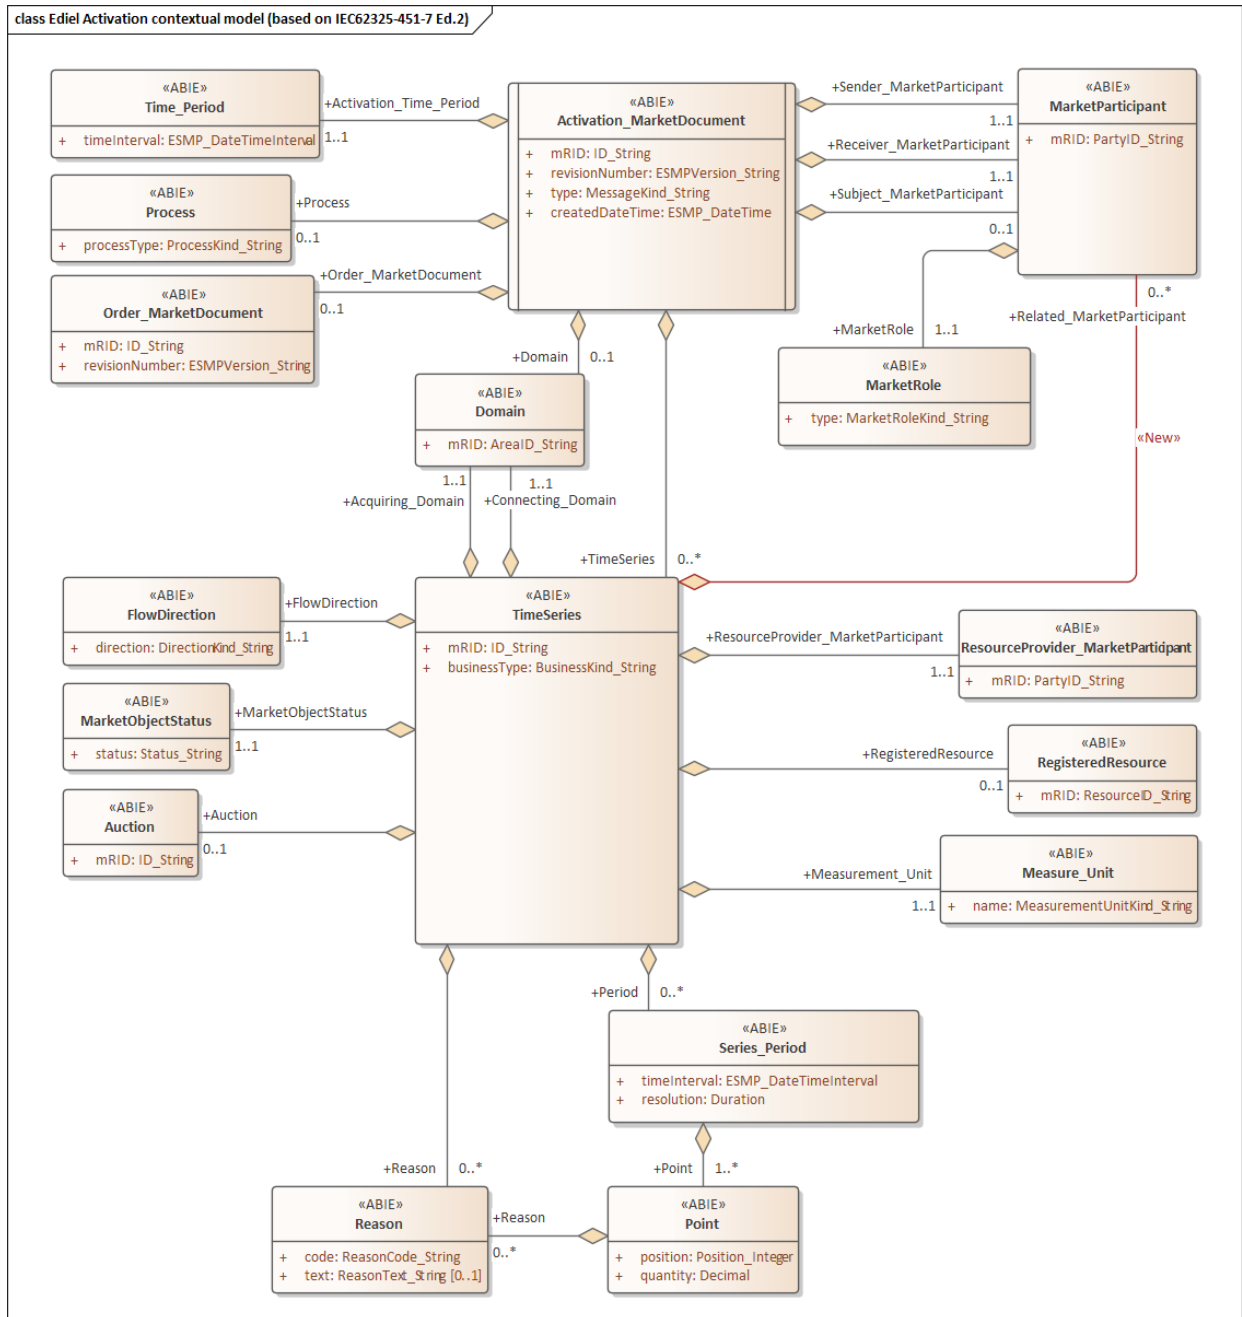 class Ediel Activation contextual model (based on IEC62325-451-7 Ed.2)
«ABIE»
Time_Period
+ timeInterval: ESMP_DateTimeInterval
+Activation_Time_Period
1..1
«ABIE»
Activation_MarketDocument
+ mRID: ID_String
+ revisionNumber: ESMPVersion_String
+ type: MessageKind_String
+ createdDateTime: ESMP_DateTime
+Sender_MarketParticipant
1..1
+Receiver_MarketParticipant
1..1
+Subject_MarketParticipant
0..1
«ABIE»
MarketParticipant
+ mRID: PartyID_String
«ABIE»
Process
+ processType: ProcessKind_String
+Process
0..1
«ABIE»
Order_MarketDocument
+ mRID: ID_String
+ revisionNumber: ESMPVersion_String
+Order_MarketDocument
0..1
0..*
+Related_MarketParticipant
+MarketRole
1..1
«ABIE»
MarketRole
+ type: MarketRoleKind_String
«New»
+Domain
0..1
«ABIE»
Domain
+ mRID: AreaID_String
1..1
+Acquiring_Domain
1..1
+Connecting_Domain
+TimeSeries
0..*
«ABIE»
TimeSeries
+ mRID: ID_String
+ businessType: BusinessKind_String
«ABIE»
FlowDirection
+ direction: DirectionKind_String
+FlowDirection
1..1
«ABIE»
MarketObjectStatus
+ status: Status_String
+MarketObjectStatus
1..1
«ABIE»
Auction
+ mRID: ID_String
+Auction
0..1
+ResourceProvider_MarketParticipant
1..1
«ABIE»
ResourceProvider_MarketParticipant
+ mRID: PartyID_String
+RegisteredResource
0..1
«ABIE»
RegisteredResource
+ mRID: ResourceID_String
+Measurement_Unit
1..1
«ABIE»
Measure_Unit
+ name: MeasurementUnitKind_String
+Period
0..*
«ABIE»
Series_Period
+ timeInterval: ESMP_DateTimeInterval
+ resolution: Duration
+Reason
0..*
+Point
1..*
«ABIE»
Reason
+ code: ReasonCode_String
+ text: ReasonText_String [0..1]
+Reason
0..*
«ABIE»
Point
+ position: Position_Integer
+ quantity: Decimal